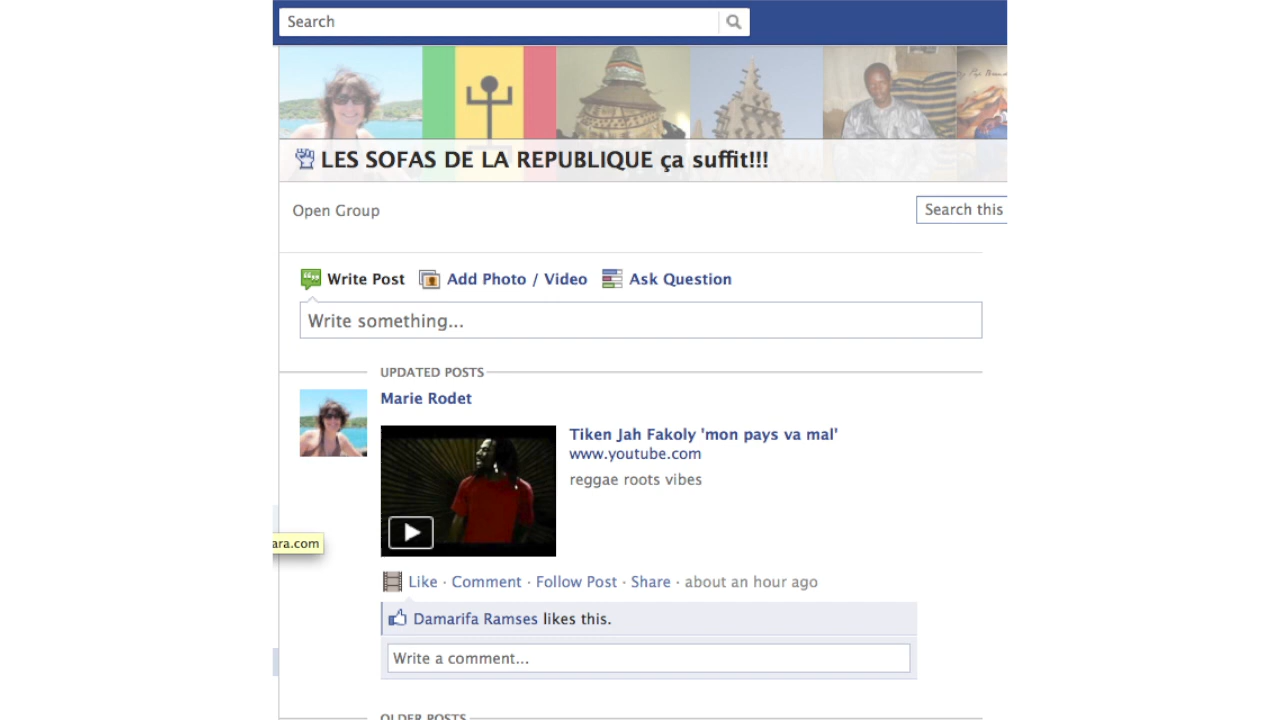 Search
LES SOFAS DE LA REPUBLIQUE ça suffit!!!
Open Group
Search this
Write Post Add Photo / Video Ask Question
Write something...
UPDATED POSTS
Marie Rodet
Tiken Jah Fakoly 'mon pays va mal'
www.youtube.com
reggae roots vibes
ara.com
Like · Comment · Follow Post · Share · about an hour ago
Damarifa Ramses likes this.
Write a comment...
OLDER POSTS